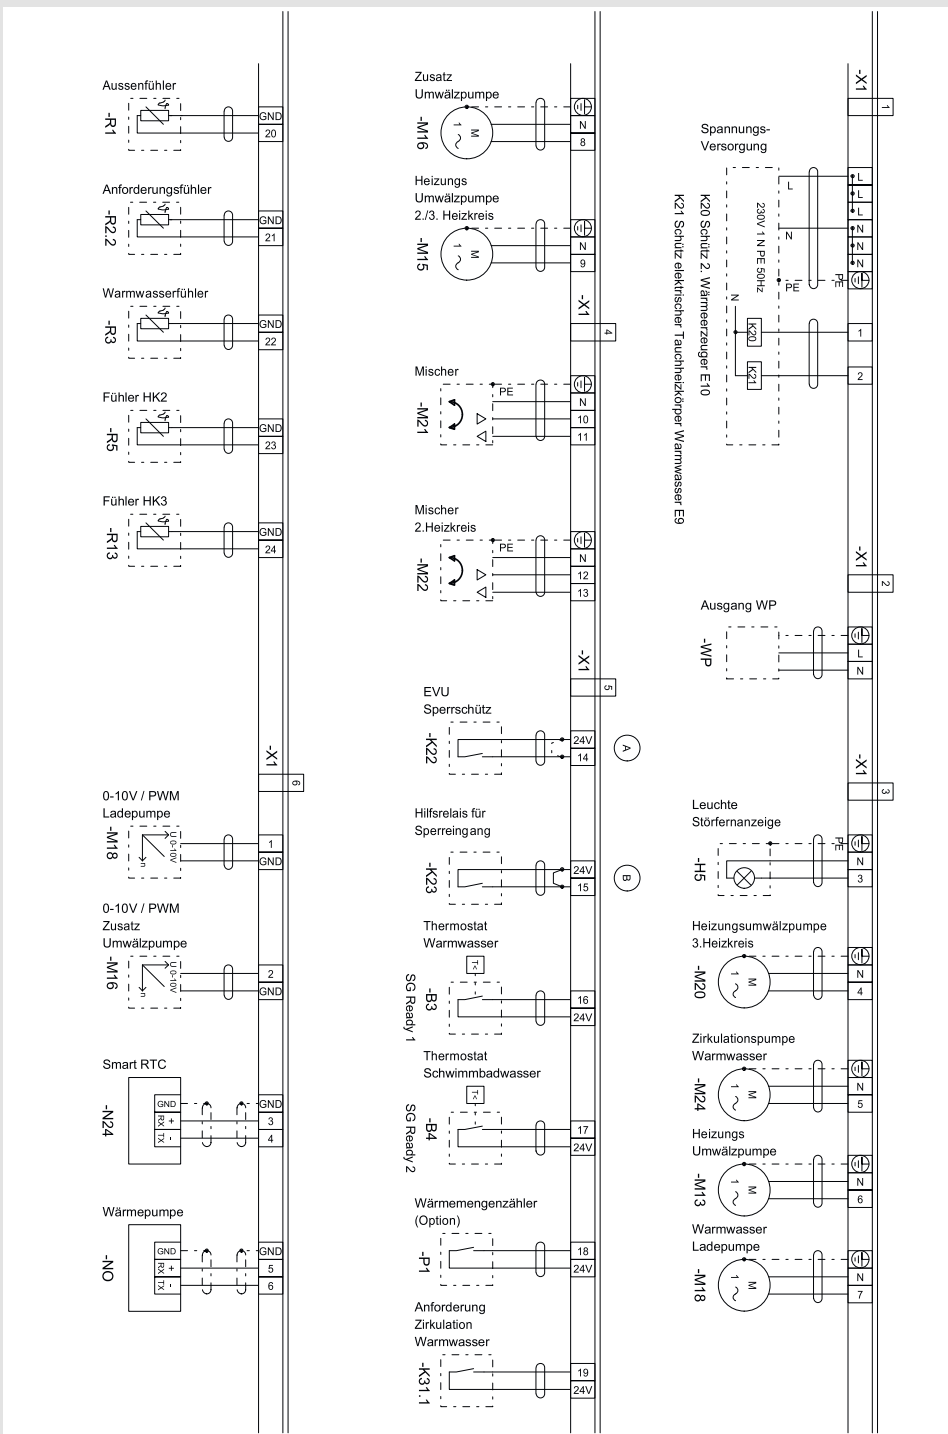 Aussenfühler
-R1
GND
20
Anforderungsfühler
-R2.2
GND
21
Warmwasserfühler
-R3
GND
22
Fühler HK2
-R5
GND
23
Fühler HK3
-R13
GND
24
-X1
6
0-10V / PWM
Ladepumpe
-M18
U 0-10V
n
1
GND
0-10V / PWM
Zusatz
Umwälzpumpe
-M16
U 0-10V
n
2
GND
Smart RTC
-N24
GND
RX +
TX -
GND
3
4
Wärmepumpe
-NO
GND
RX +
TX -
GND
5
6
Zusatz
Umwälzpumpe
-M16
M
1
N
8
Heizungs
Umwälzpumpe
2./3. Heizkreis
-M15
M
1
N
9
-X1
4
Mischer
-M21
PE
N
10
11
Mischer
2.Heizkreis
-M22
PE
N
12
13
-X1
5
EVU
Sperrschütz
-K22
24V
14
A
Hilfsrelais für
Sperreingang
-K23
24V
15
B
Thermostat
Warmwasser
T<
-B3
SG Ready 1
16
24V
Thermostat
Schwimmbadwasser
T<
-B4
SG Ready 2
17
24V
Wärmemengenzähler
(Option)
-P1
18
24V
Anforderung
Zirkulation
Warmwasser
-K31.1
19
24V
-X1
1
Spannungs-
Versorgung
K21 Schütz elektrischer Tauchheizkörper Warmwasser E9
K20 Schütz 2. Wärmeerzeuger E10
230V 1 N PE 50Hz
L
N
PE
PE
N
K20
K21
L
L
L
N
N
N
1
2
-X1
2
Ausgang WP
-WP
L
N
-X1
3
Leuchte
Störfernanzeige
-H5
PE
N
3
Heizungsumwälzpumpe
3.Heizkreis
-M20
M
1
N
4
Zirkulationspumpe
Warmwasser
-M24
M
1
N
5
Heizungs
Umwälzpumpe
-M13
M
1
N
6
Warmwasser
Ladepumpe
-M18
M
1
N
7